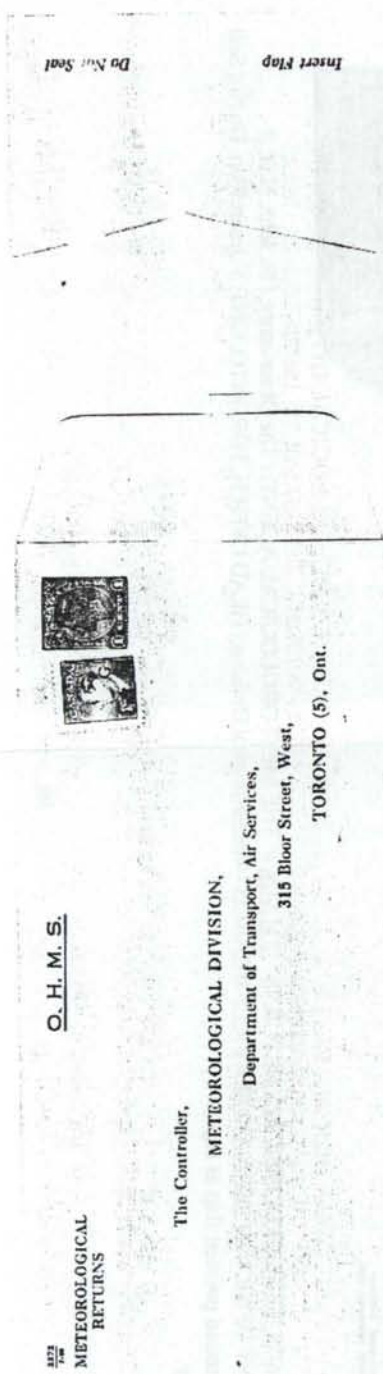 3372
METEOROLOGICAL
RETURNS
O. H. M. S.
The Controller,
METEOROLOGICAL DIVISION,
Department of Transport, Air Services,
315 Bloor Street, West,
TORONTO (5), Ont.
Do Not Seal
Insert Flap